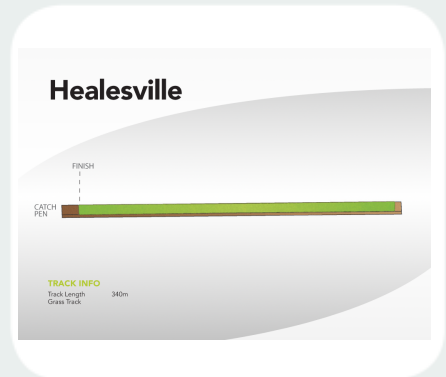 Healesville
FINISH
CATCH
PEN
TRACK INFO
Track Length 340m
Grass Track